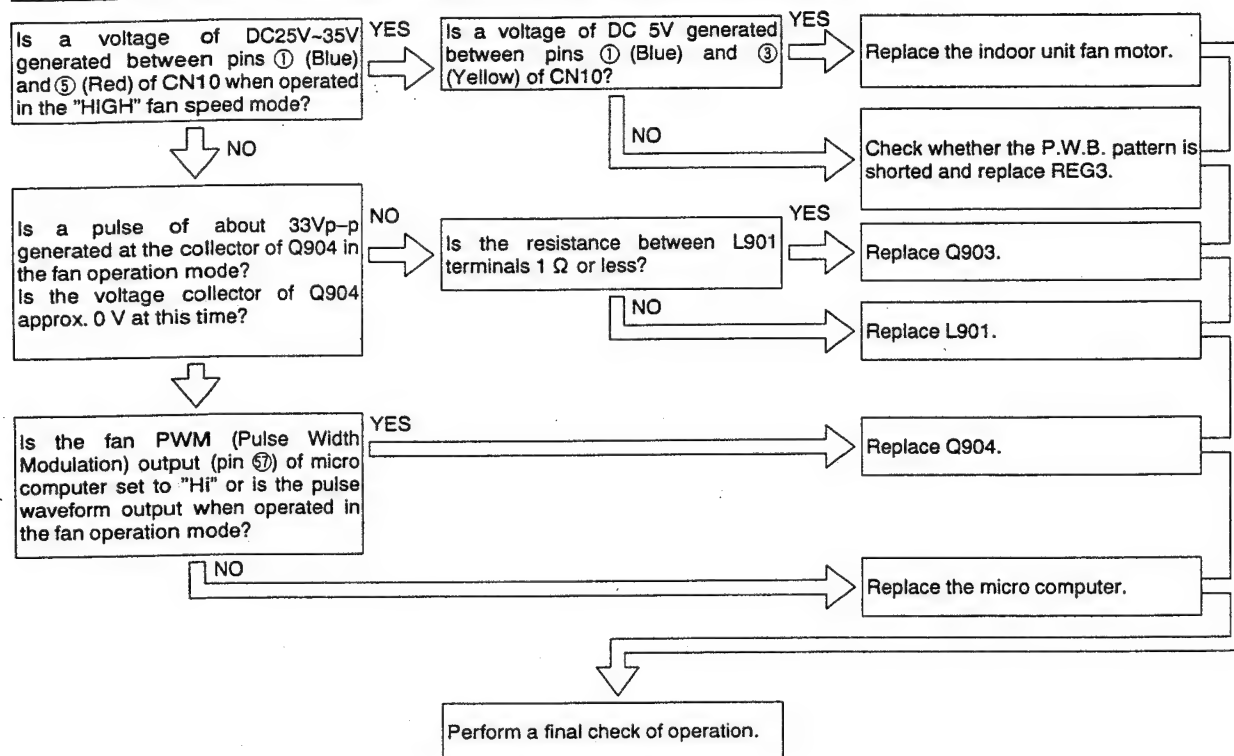 Is a voltage of DC25V~35V
generated between pins ① (Blue)
and ⑤ (Red) of CN10 when operated
in the "HIGH" fan speed mode?
YES
Is a voltage of DC 5V generated
between pins ① (Blue) and ③
(Yellow) of CN10?
YES
Replace the indoor unit fan motor.
NO
NO
Check whether the P.W.B. pattern is
shorted and replace REG3.
Is a pulse of about 33Vp-p
generated at the collector of Q904 in
the fan operation mode?
Is the voltage collector of Q904
approx. 0 V at this time?
NO
Is the resistance between L901
terminals 1 Ω or less?
YES
Replace Q903.
NO
Replace L901.
Is the fan PWM (Pulse Width
Modulation) output (pin 57) of micro
computer set to "Hi" or is the pulse
waveform output when operated in
the fan operation mode?
YES
Replace Q904.
NO
Replace the micro computer.
Perform a final check of operation.